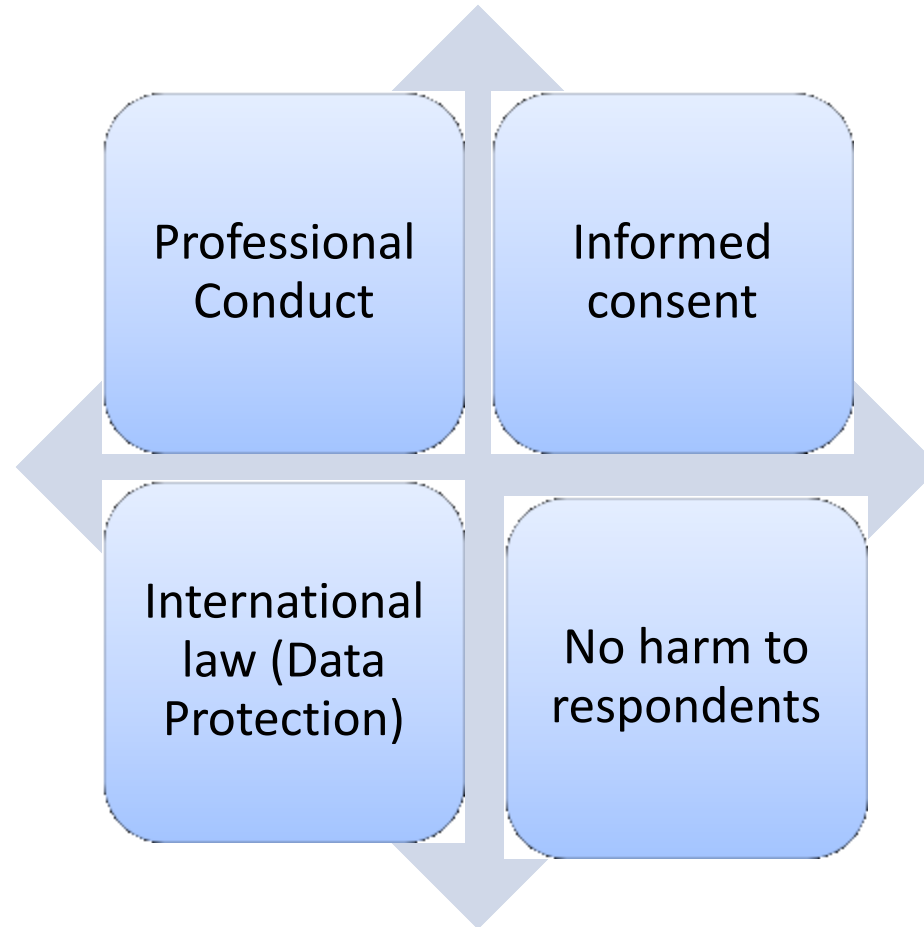 Professional
Conduct
Informed
consent
International
law (Data
Protection)
No harm to
respondents